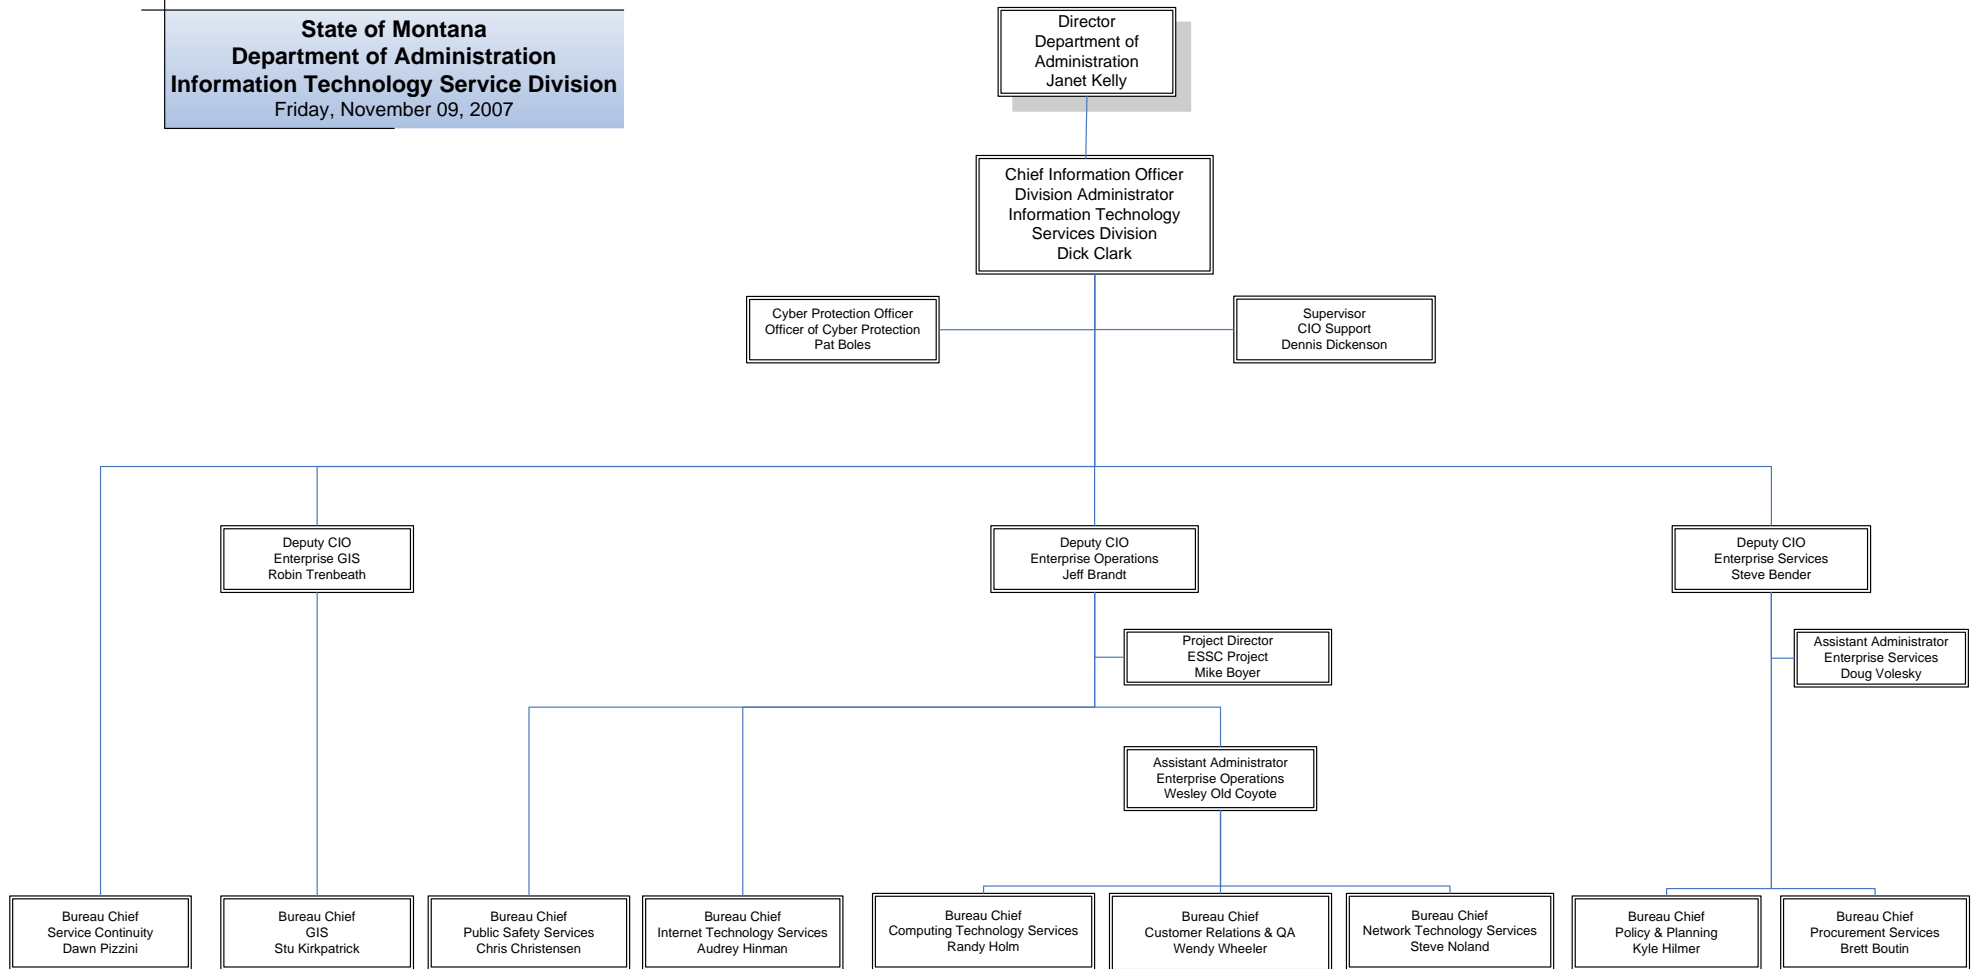 State of Montana
Department of Administration
Information Technology Service Division
Friday, November 09, 2007
Director
Department of
Administration
Janet Kelly
Chief Information Officer
Division Administrator
Information Technology
Services Division
Dick Clark
Cyber Protection Officer
Officer of Cyber Protection
Pat Boles
Supervisor
CIO Support
Dennis Dickenson
Deputy CIO
Enterprise GIS
Robin Trenbeath
Deputy CIO
Enterprise Operations
Jeff Brandt
Deputy CIO
Enterprise Services
Steve Bender
Project Director
ESSC Project
Mike Boyer
Assistant Administrator
Enterprise Services
Doug Volesky
Assistant Administrator
Enterprise Operations
Wesley Old Coyote
Bureau Chief
Service Continuity
Dawn Pizzini
Bureau Chief
GIS
Stu Kirkpatrick
Bureau Chief
Public Safety Services
Chris Christensen
Bureau Chief
Internet Technology Services
Audrey Hinman
Bureau Chief
Computing Technology Services
Randy Holm
Bureau Chief
Customer Relations & QA
Wendy Wheeler
Bureau Chief
Network Technology Services
Steve Noland
Bureau Chief
Policy & Planning
Kyle Hilmer
Bureau Chief
Procurement Services
Brett Boutin